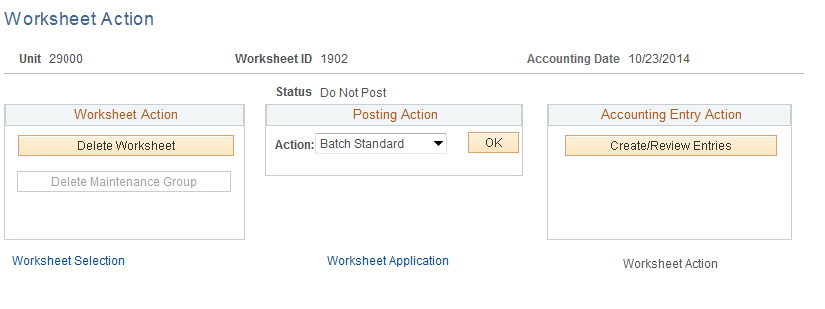 Worksheet Action
Unit 29000 Worksheet ID 1902 Accounting Date 10/23/2014
Status Do Not Post
Worksheet Action Posting Action Accounting Entry Action
Delete Worksheet Action: Batch Standard OK Create/Review Entries
Delete Maintenance Group
Worksheet Selection Worksheet Application Worksheet Action